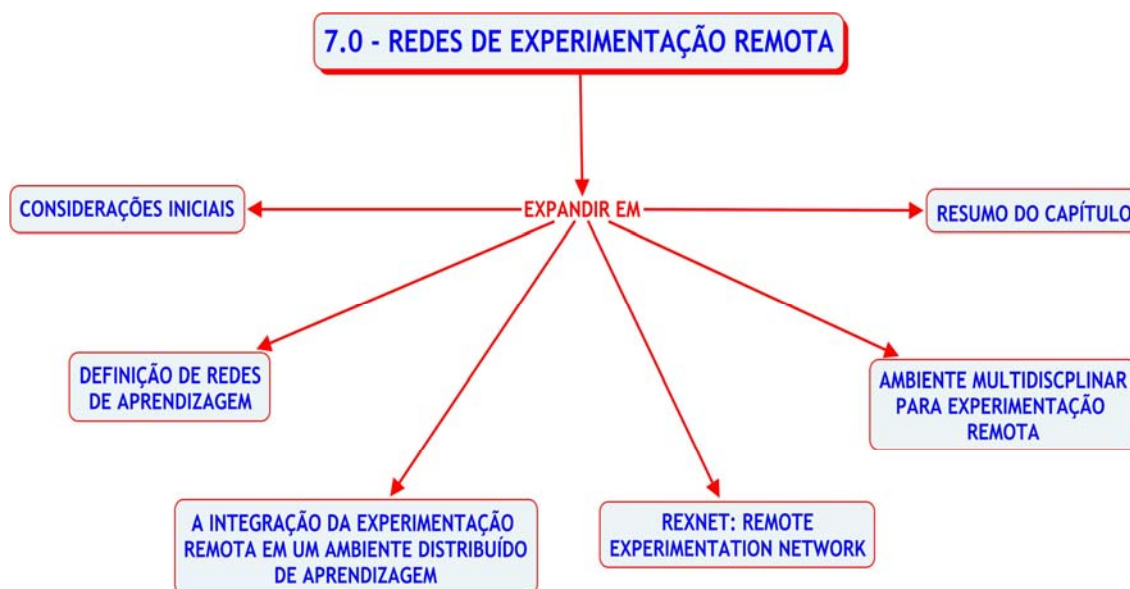 7.0 - REDES DE EXPERIMENTAÇÃO REMOTA
CONSIDERAÇÕES INICIAIS
EXPANDIR EM
RESUMO DO CAPÍTULO
DEFINIÇÃO DE REDES
DE APRENDIZAGEM
AMBIENTE MULTIDISCPLINAR
PARA EXPERIMENTAÇÃO
REMOTA
A INTEGRAÇÃO DA EXPERIMENTAÇÃO
REMOTA EM UM AMBIENTE DISTRIBUÍDO
DE APRENDIZAGEM
REXNET: REMOTE
EXPERIMENTATION NETWORK